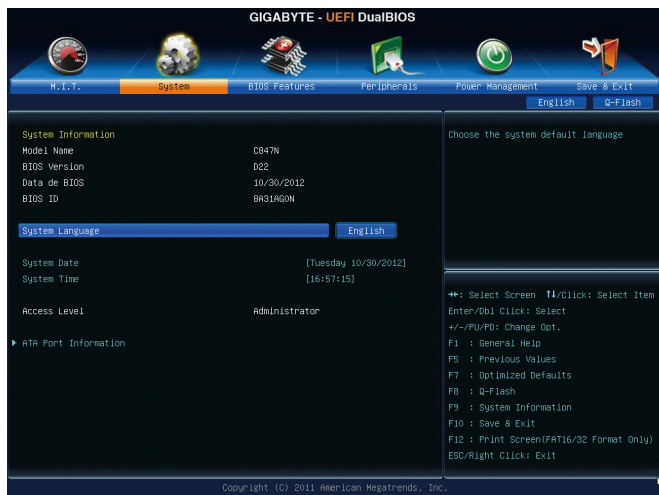 GIGABYTE - UEFI DualBIOS
M.I.T.
System
BIOS Features
Peripherals
Power Management
Save & Exit
English
Q-Flash
System Information
Model Name C847N
BIOS Version D22
Data de BIOS 10/30/2012
BIOS ID 8A31AG0N
System Language English
System Date [Tuesday 10/30/2012]
System Time [16:57:15]
Access Level Administrator
ATA Port Information
Choose the system default language
→←: Select Screen ↑↓/Click: Select Item
Enter/Dbl Click: Select
+/-/PU/PD: Change Opt.
F1 : General Help
F5 : Previous Values
F7 : Optimized Defaults
F8 : Q-Flash
F9 : System Information
F10 : Save & Exit
F12 : Print Screen(FAT16/32 Format Only)
ESC/Right Click: Exit
Copyright (C) 2011 American Megatrends, Inc.